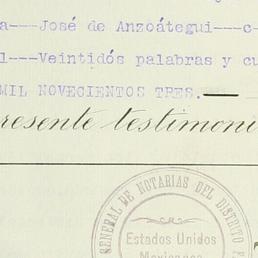 a---José de Anzoátegui---c
l---Veintidós palabras y cu
MIL NOVECIENTOS TRES.
resente testimoni
GENERAL DE NOTARIAS DEL DISTRITO F
Estados Unidos
Mexicanos